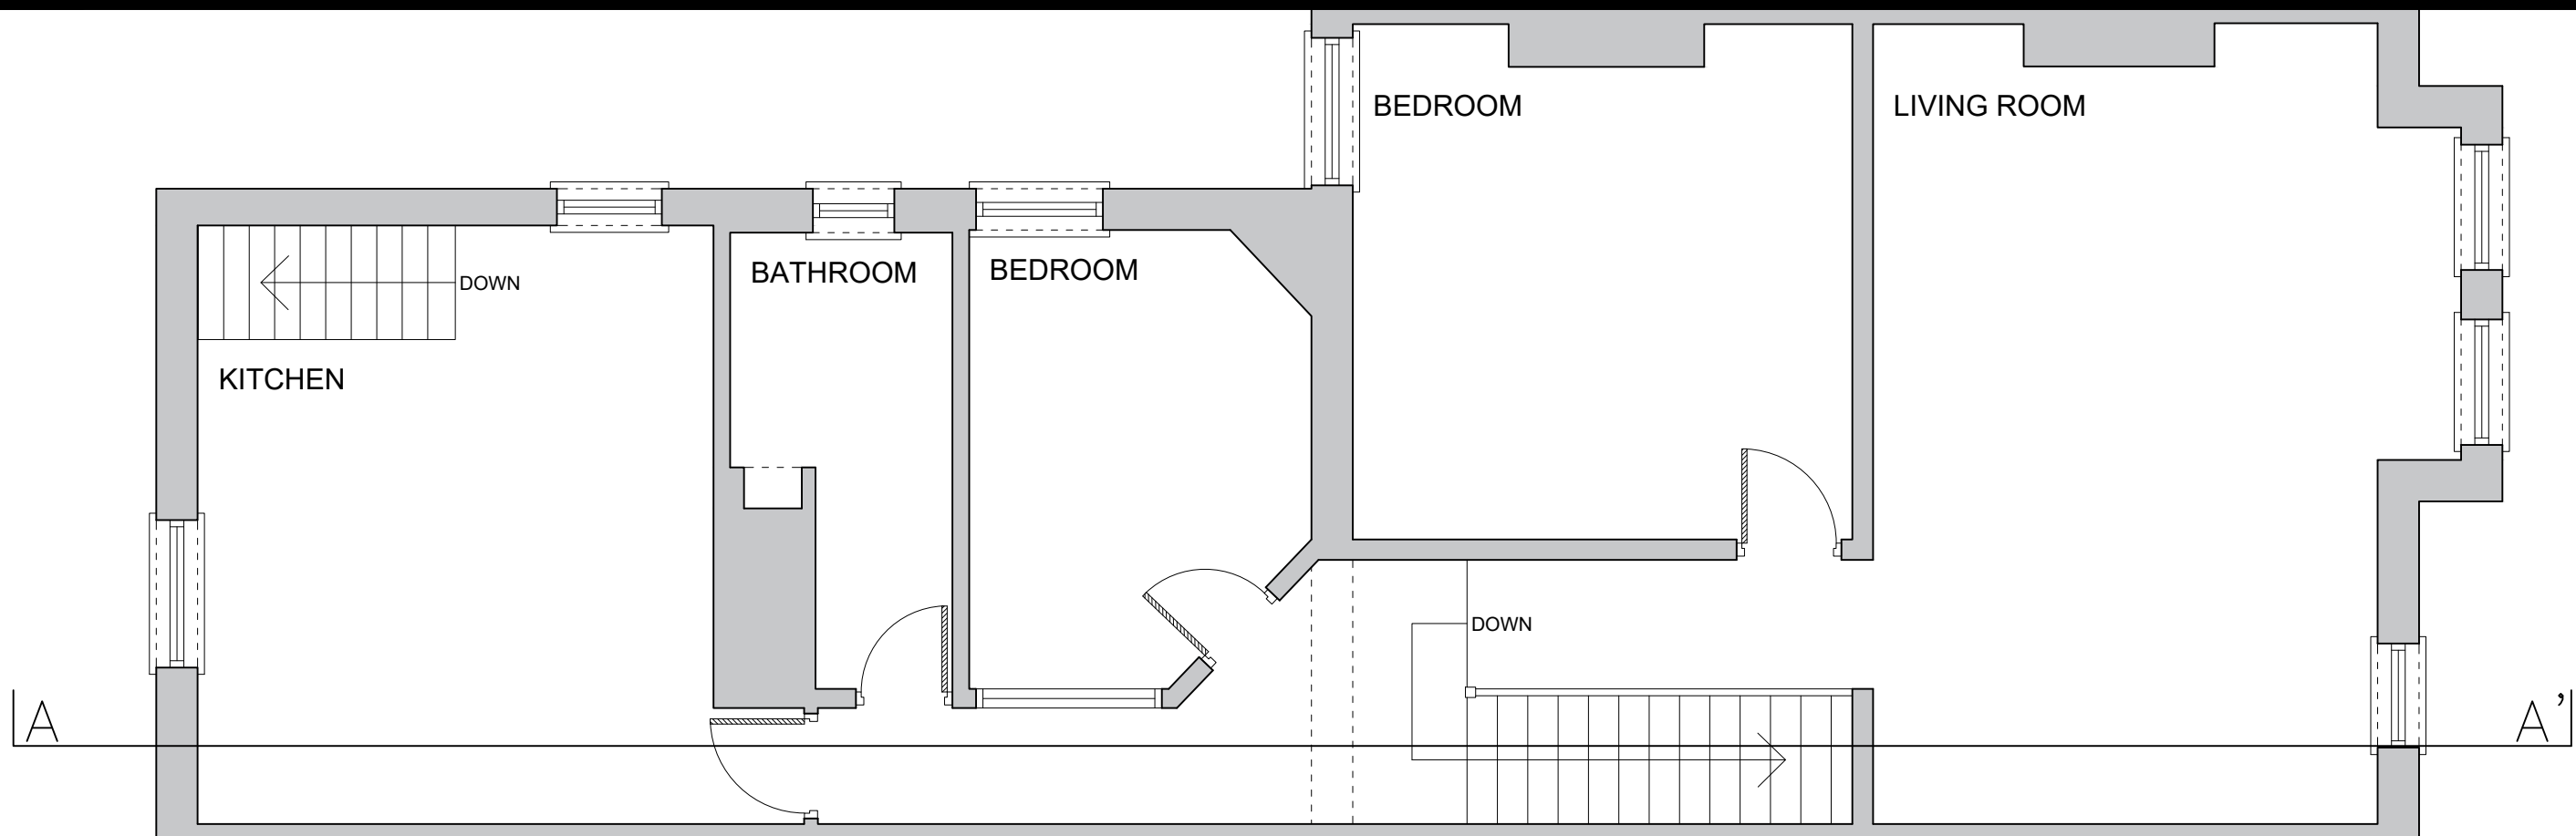 BEDROOM
LIVING ROOM
BATHROOM
BEDROOM
DOWN
KITCHEN
DOWN
A
A'